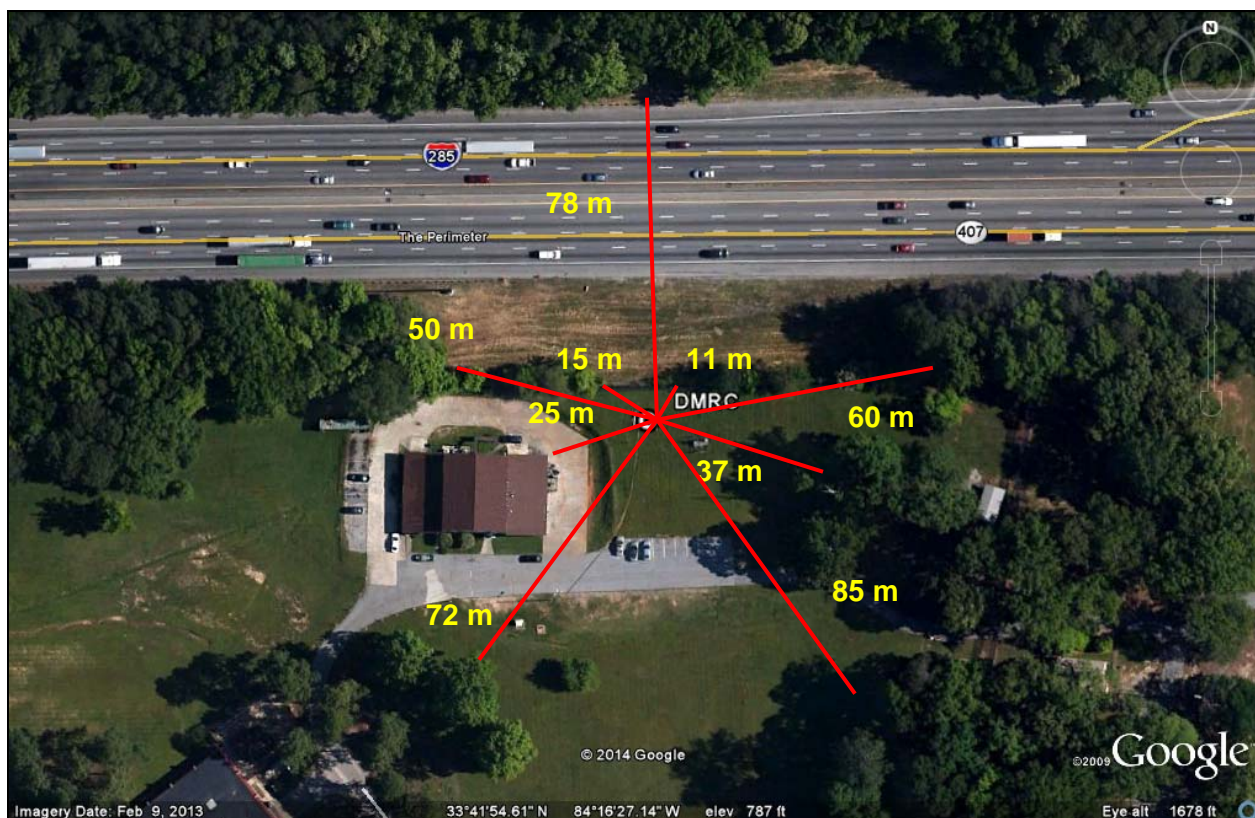 N
285
78 m
The Perimeter
407
50 m
15 m
11 m
DMRC
25 m
60 m
37 m
85 m
72 m
© 2014 Google
©2009 Google
Imagery Date: Feb 9, 2013
33°41'54.61" N 84°16'27.14" W elev 787 ft
Eye alt 1678 ft